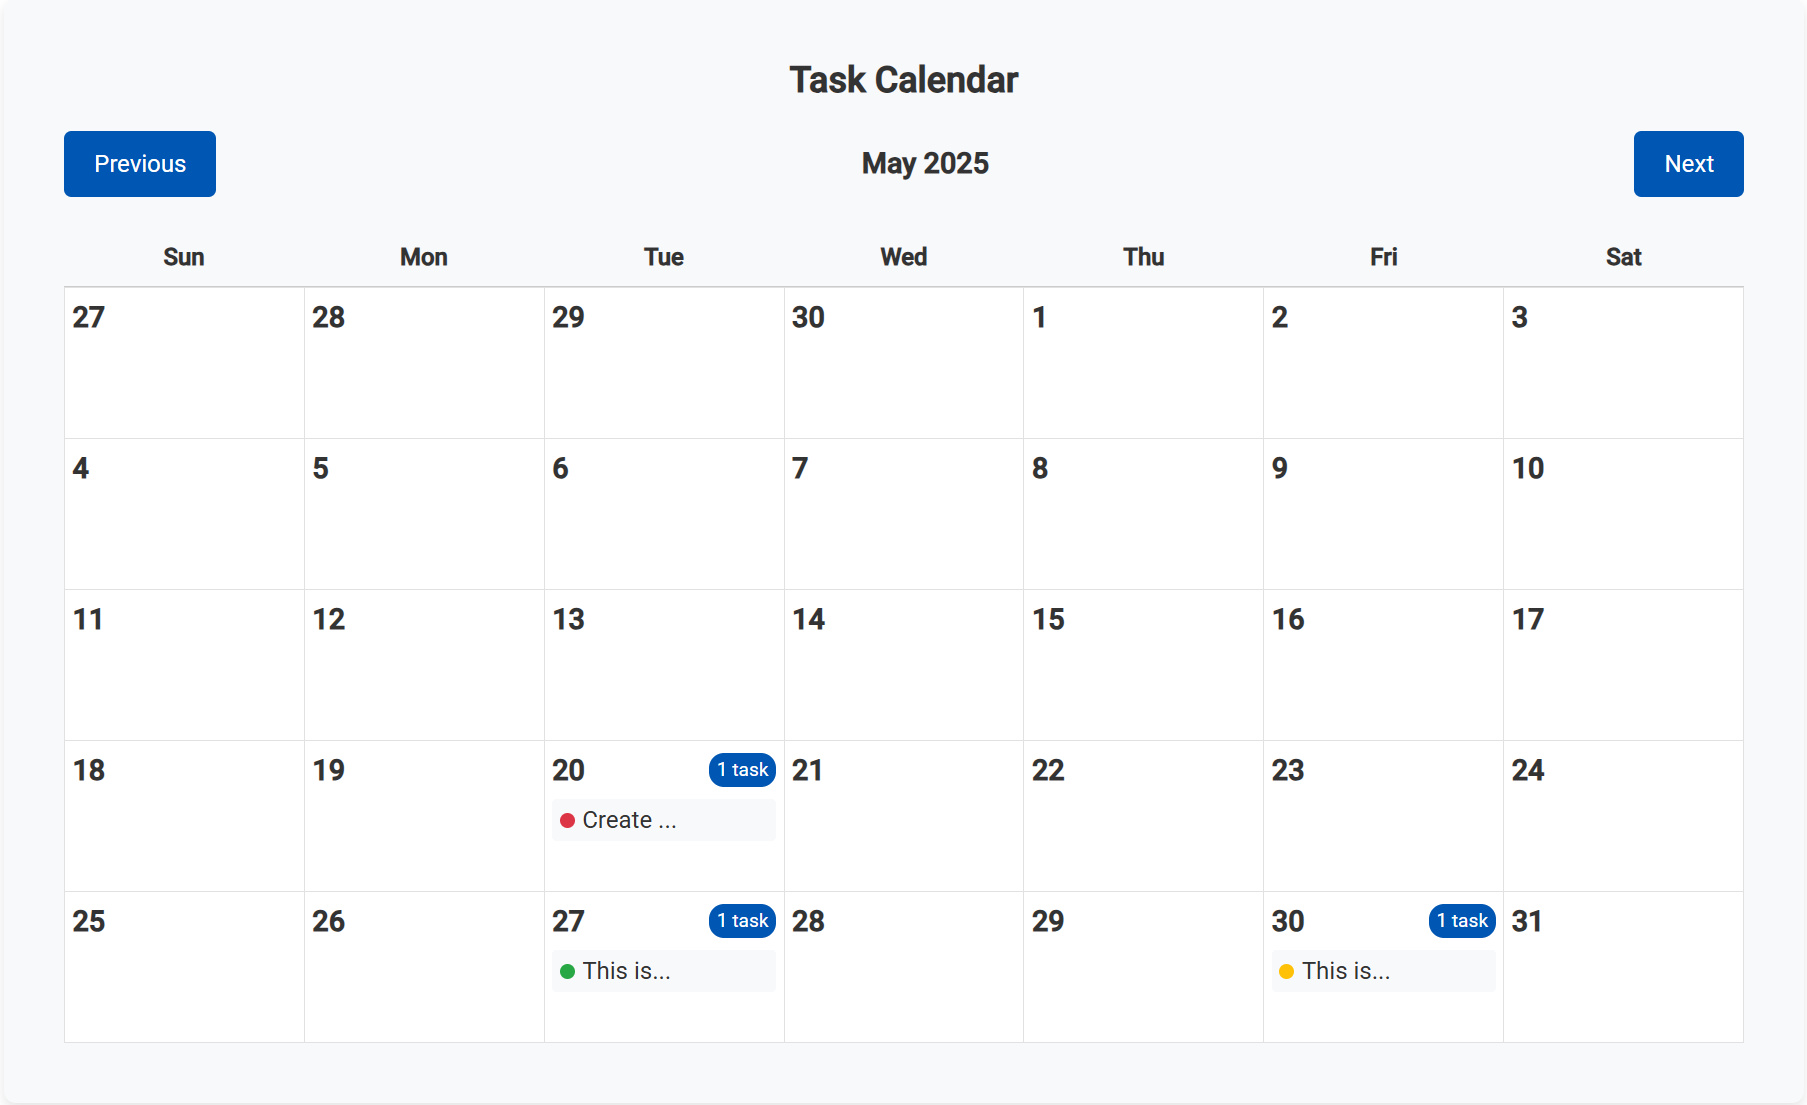 Task Calendar
Previous May 2025 Next
Sun Mon Tue Wed Thu Fri Sat
27 28 29 30 1 2 3
4 5 6 7 8 9 10
11 12 13 14 15 16 17
18 19 20 1 task 21 22 23 24
Create ...
25 26 27 1 task 28 29 30 1 task 31
This is... This is...